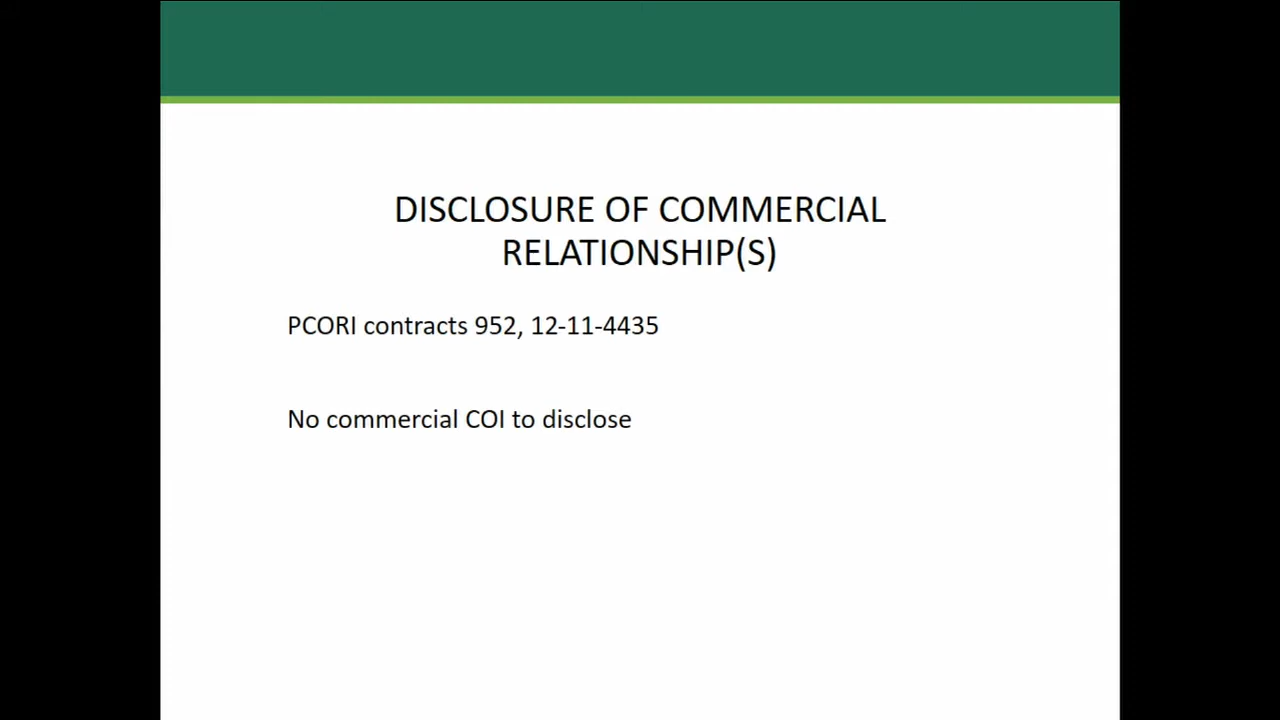 DISCLOSURE OF COMMERCIAL
RELATIONSHIP(S)
PCORI contracts 952, 12-11-4435
No commercial COI to disclose